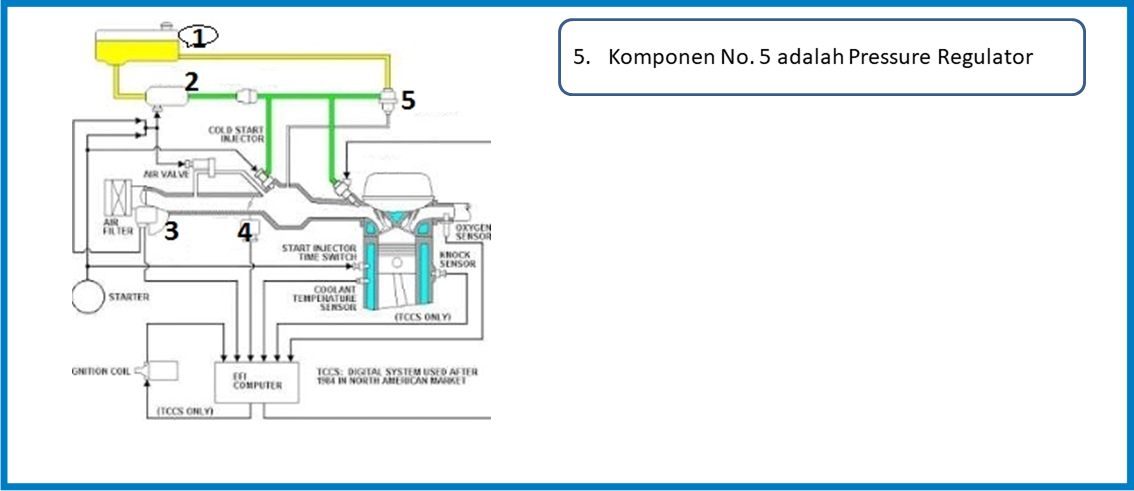 1
2
5
5. Komponen No. 5 adalah Pressure Regulator
COLD START
INJECTOR
AIR VALVE
AIR
FILTER
3
4
OXYGEN
SENSOR
START INJECTOR
TIME SWITCH
KNOCK
SENSOR
STARTER
COOLANT
TEMPERATURE
SENSOR
(TCCS ONLY)
IGNITION COIL
EFI
COMPUTER
TCCS: DIGITAL SYSTEM USED AFTER
1984 IN NORTH AMERICAN MARKET
(TCCS ONLY)